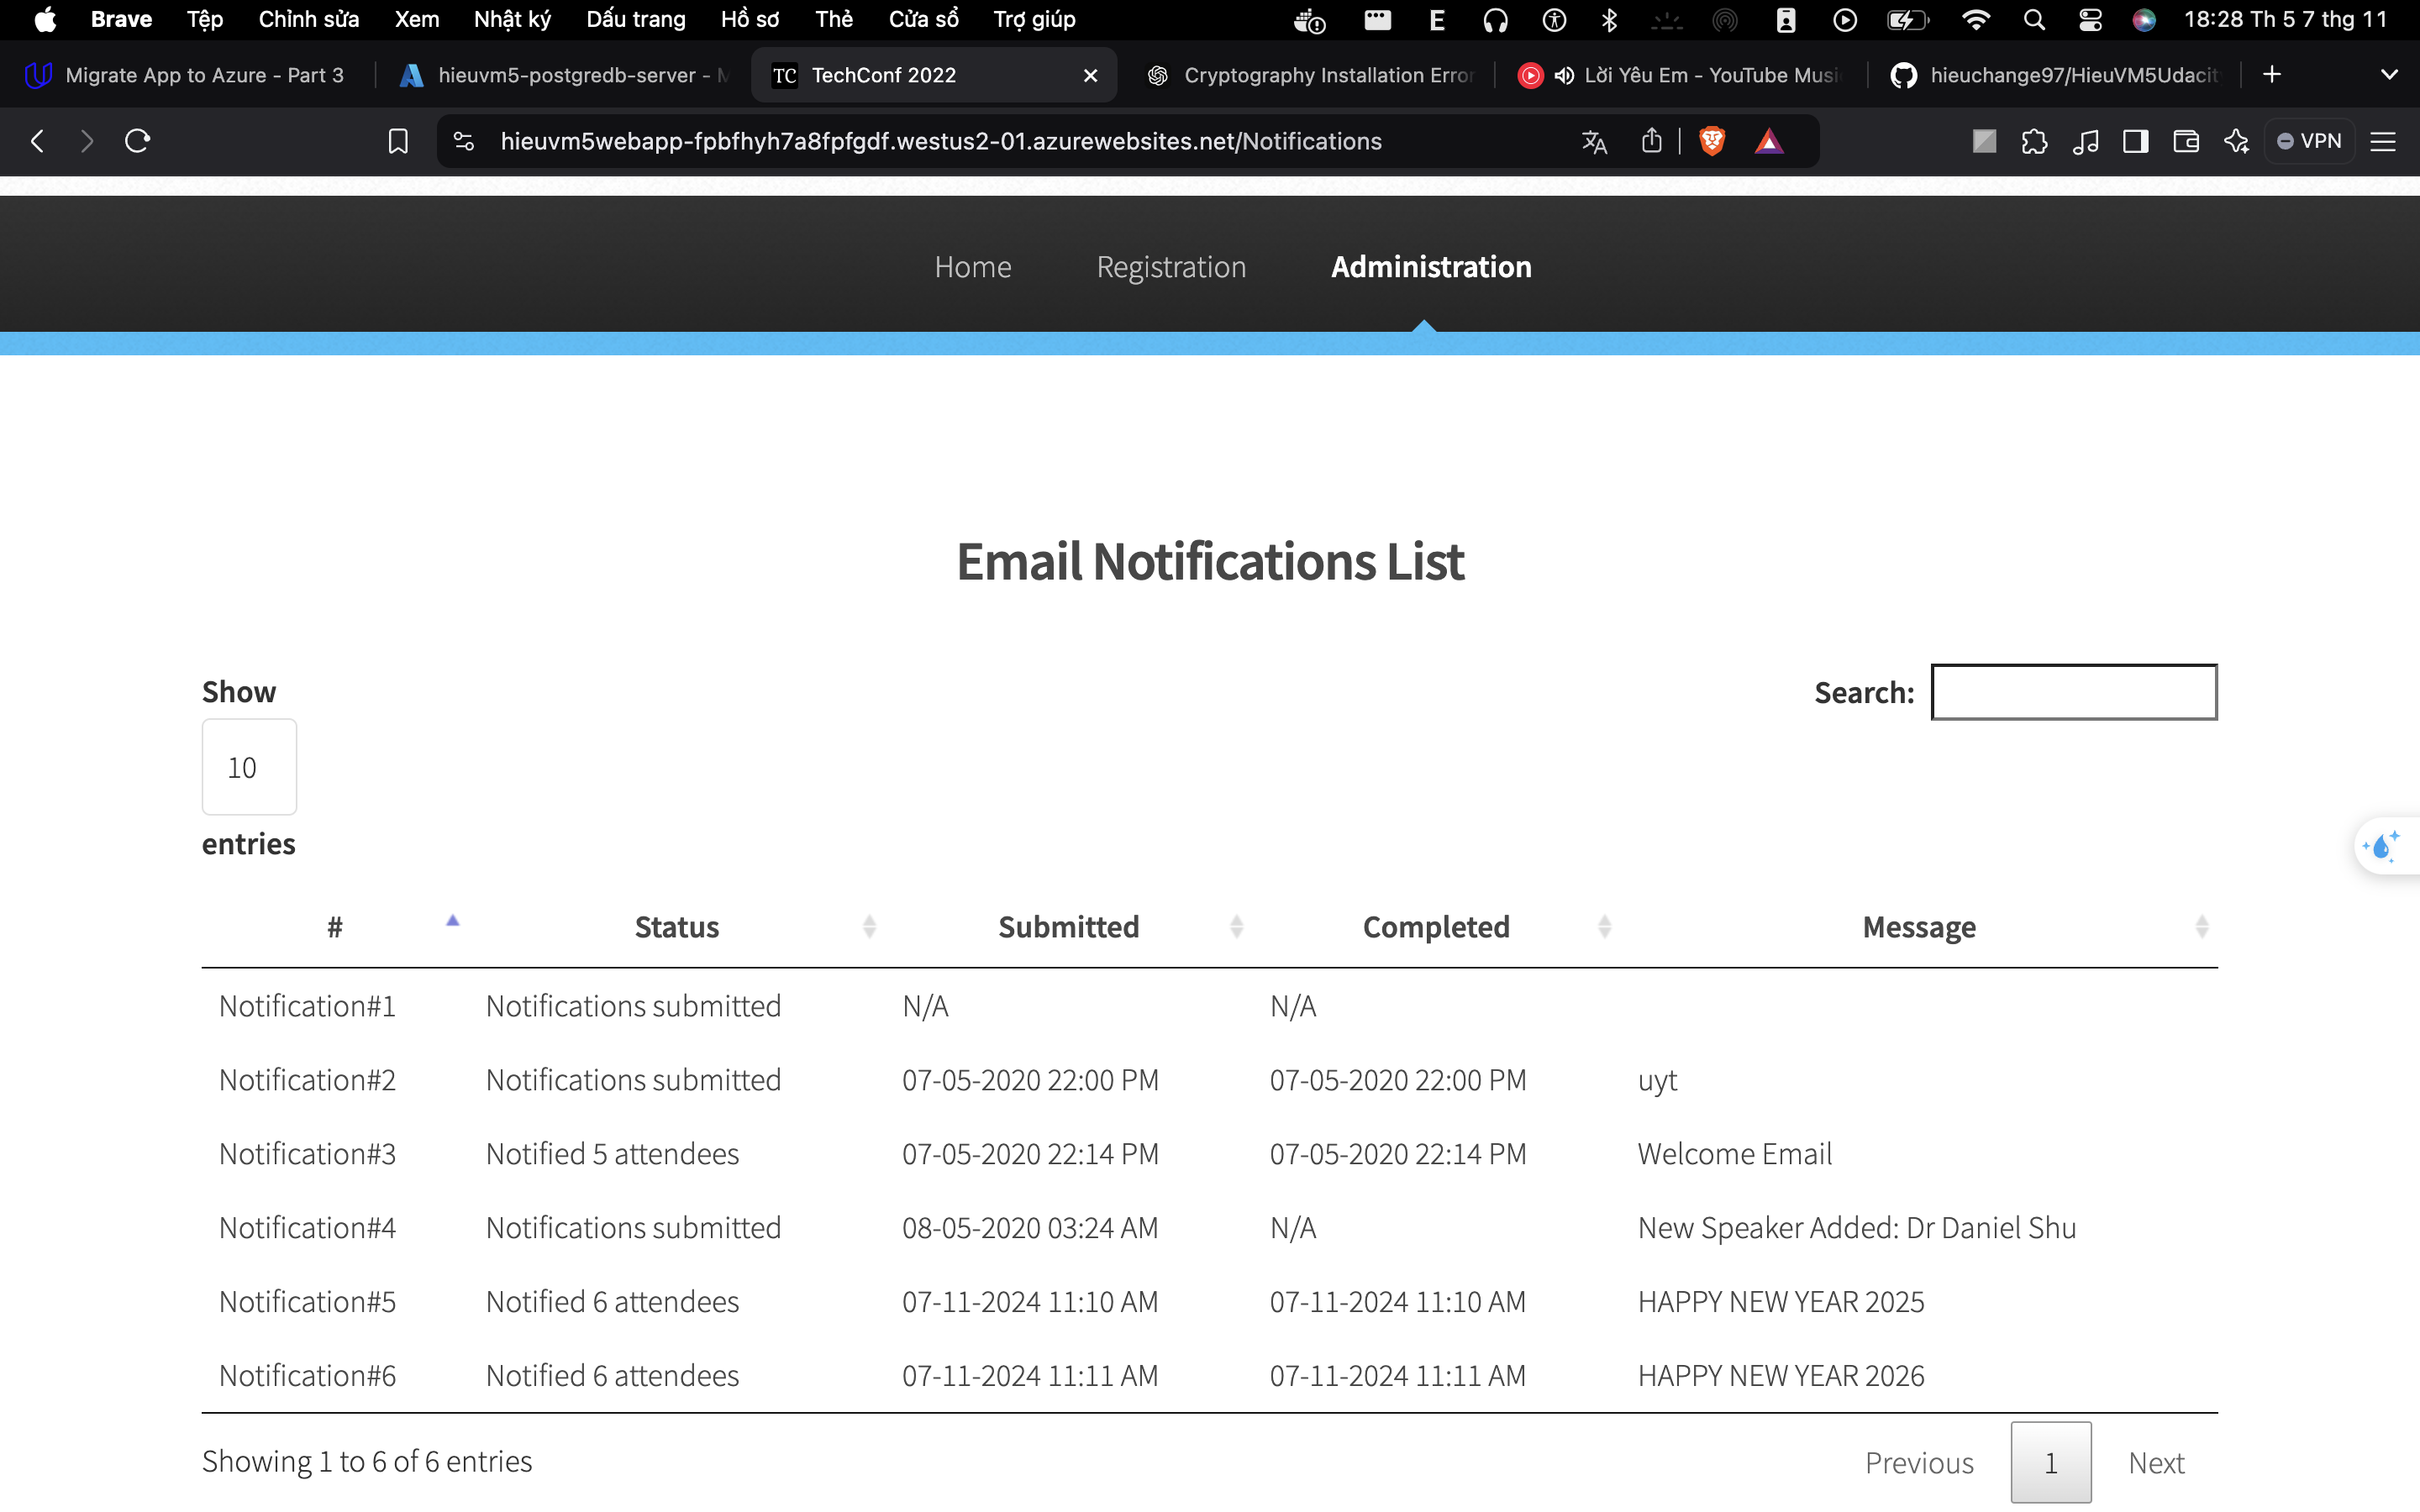 Brave Tệp Chỉnh sửa Xem Nhật ký Dấu trang Hồ sơ Thẻ Cửa sổ Trợ giúp E 18:28 Th 5 7 thg 11
Migrate App to Azure - Part 3 hieuvm5-postgredb-server - TC TechConf 2022 Cryptography Installation Error Lời Yêu Em - YouTube Musi hieuchange97/HieuVM5Udacit
hieuvm5webapp-fpbfhyh7a8fpfgdf.westus2-01.azurewebsites.net/Notifications VPN
Home Registration Administration
Email Notifications List
Show
10
entries
Search:
# Status Submitted Completed Message
Notification#1 Notifications submitted N/A N/A
Notification#2 Notifications submitted 07-05-2020 22:00 PM 07-05-2020 22:00 PM uyt
Notification#3 Notified 5 attendees 07-05-2020 22:14 PM 07-05-2020 22:14 PM Welcome Email
Notification#4 Notifications submitted 08-05-2020 03:24 AM N/A New Speaker Added: Dr Daniel Shu
Notification#5 Notified 6 attendees 07-11-2024 11:10 AM 07-11-2024 11:10 AM HAPPY NEW YEAR 2025
Notification#6 Notified 6 attendees 07-11-2024 11:11 AM 07-11-2024 11:11 AM HAPPY NEW YEAR 2026
Showing 1 to 6 of 6 entries
Previous 1 Next